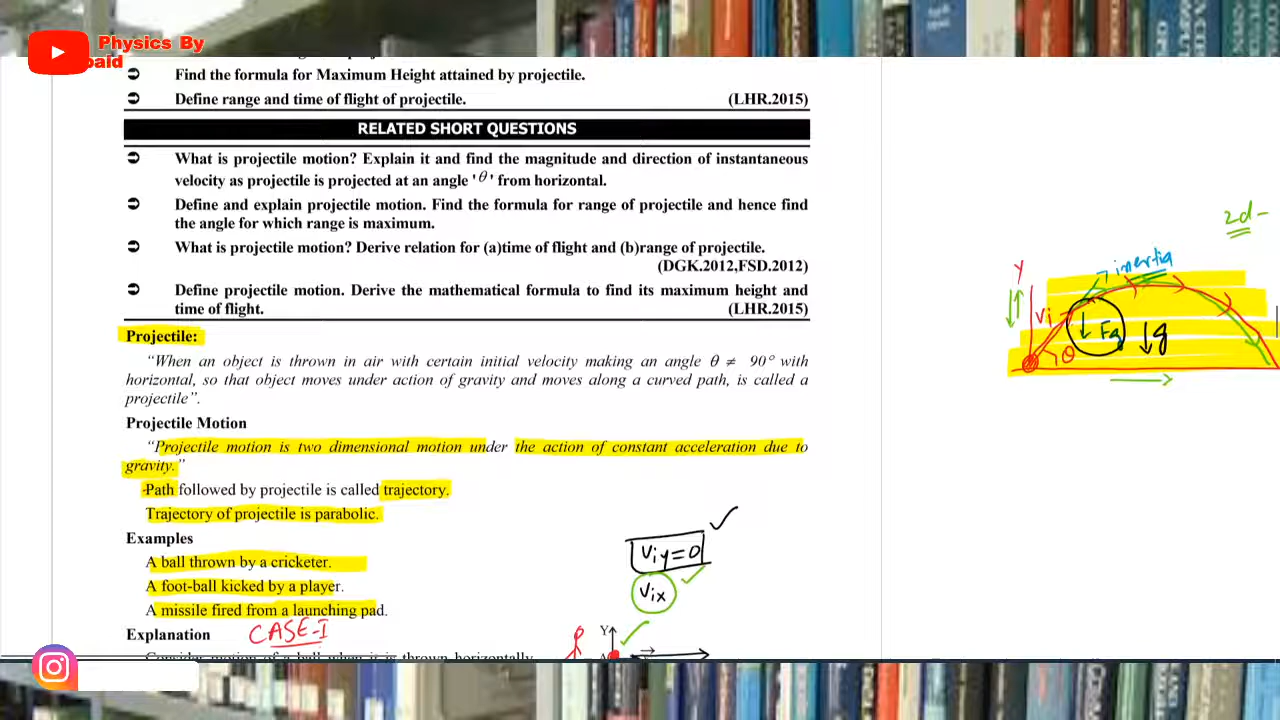 Physics By
baid
Find the formula for Maximum Height attained by projectile.
Define range and time of flight of projectile. (LHR.2015)
RELATED SHORT QUESTIONS
What is projectile motion? Explain it and find the magnitude and direction of instantaneous
velocity as projectile is projected at an angle 'θ' from horizontal.
Define and explain projectile motion. Find the formula for range of projectile and hence find
the angle for which range is maximum.
What is projectile motion? Derive relation for (a)time of flight and (b)range of projectile.
(DGK.2012,FSD.2012)
Define projectile motion. Derive the mathematical formula to find its maximum height and
time of flight. (LHR.2015)
Projectile:
“When an object is thrown in air with certain initial velocity making an angle θ ≠ 90° with
horizontal, so that object moves under action of gravity and moves along a curved path, is called a
projectile”.
Projectile Motion
“Projectile motion is two dimensional motion under the action of constant acceleration due to
gravity.”
Path followed by projectile is called trajectory.
Trajectory of projectile is parabolic.
Examples
A ball thrown by a cricketer.
A foot-ball kicked by a player.
A missile fired from a launching pad.
Explanation CASE-I
Consider motion of a ball when it is thrown horizontally
Viy=0
Vix
Y
2d-
inertia
Y
Vi
Fg
g
θ